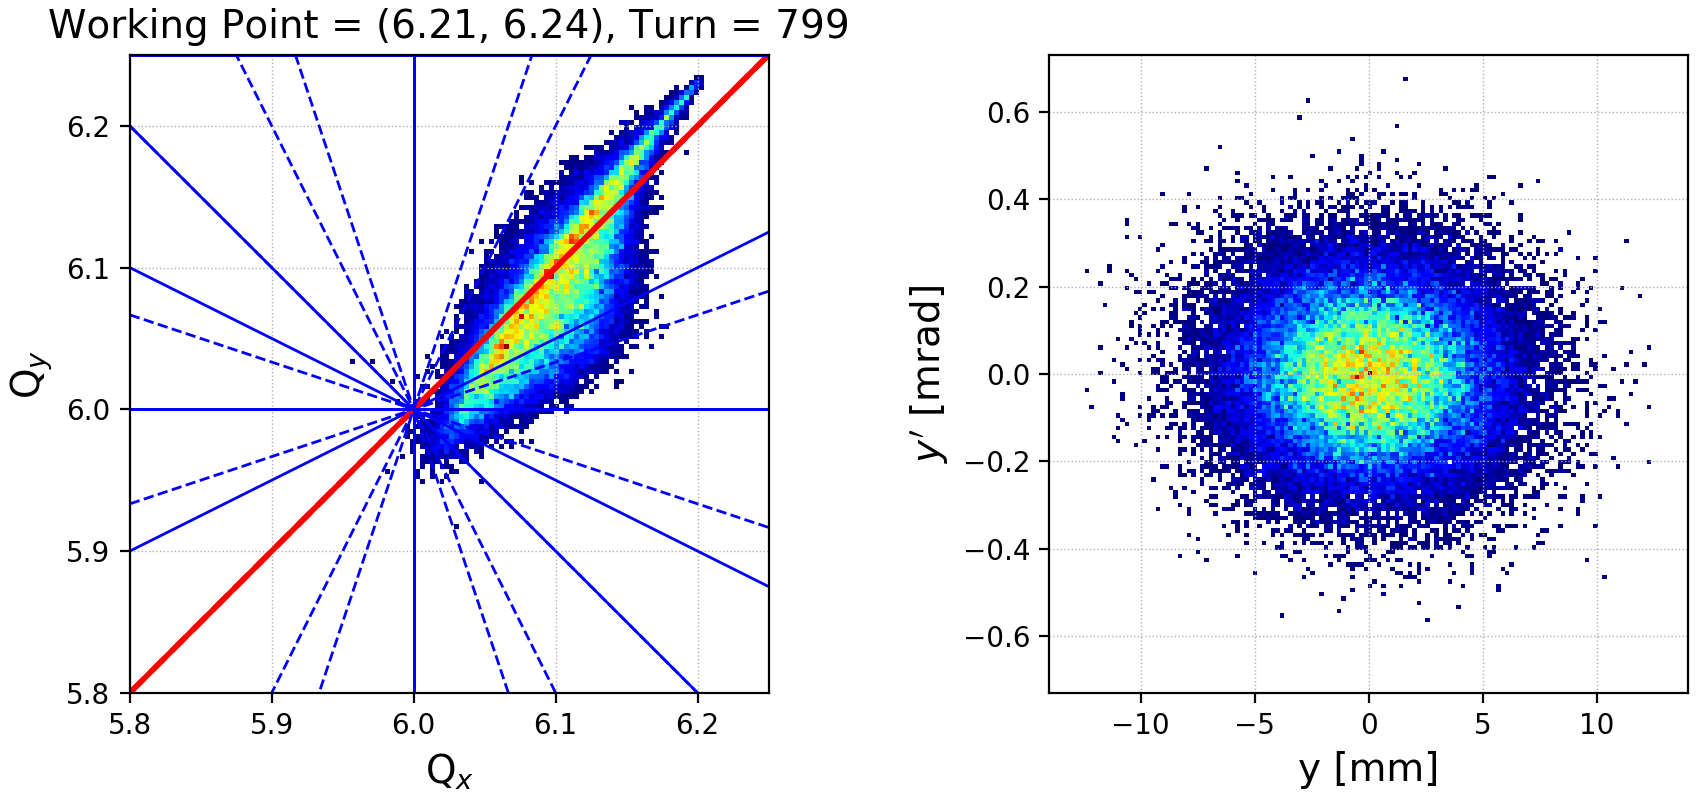 Working Point = (6.21, 6.24), Turn = 799
6.2
6.1
6.0
5.9
5.8
Qy
5.8 5.9 6.0 6.1 6.2
Qx
0.6
0.4
0.2
0.0
−0.2
−0.4
−0.6
y′ [mrad]
−10 −5 0 5 10
y [mm]